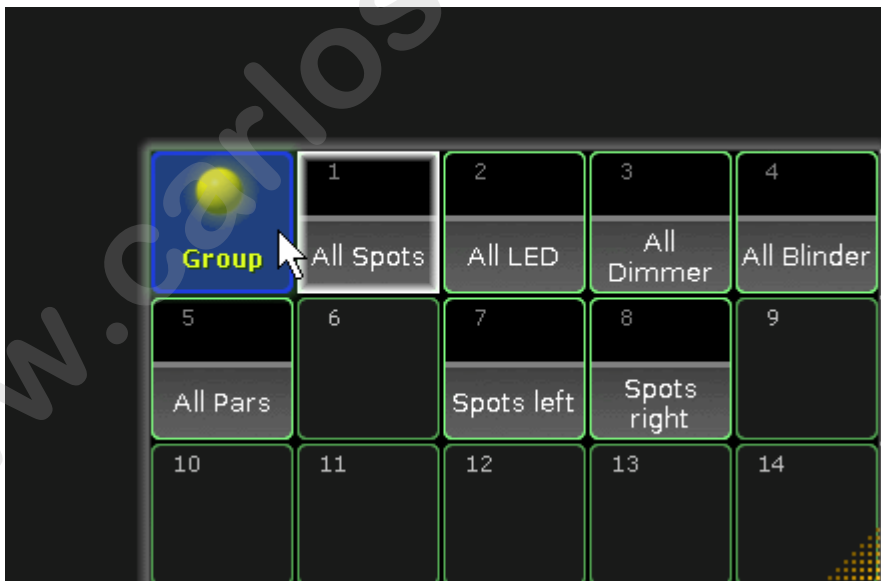 1
2
3
4
Group
All Spots
All LED
All
Dimmer
All Blinder
5
6
7
8
9
All Pars
Spots left
Spots
right
10
11
12
13
14
w.carlos